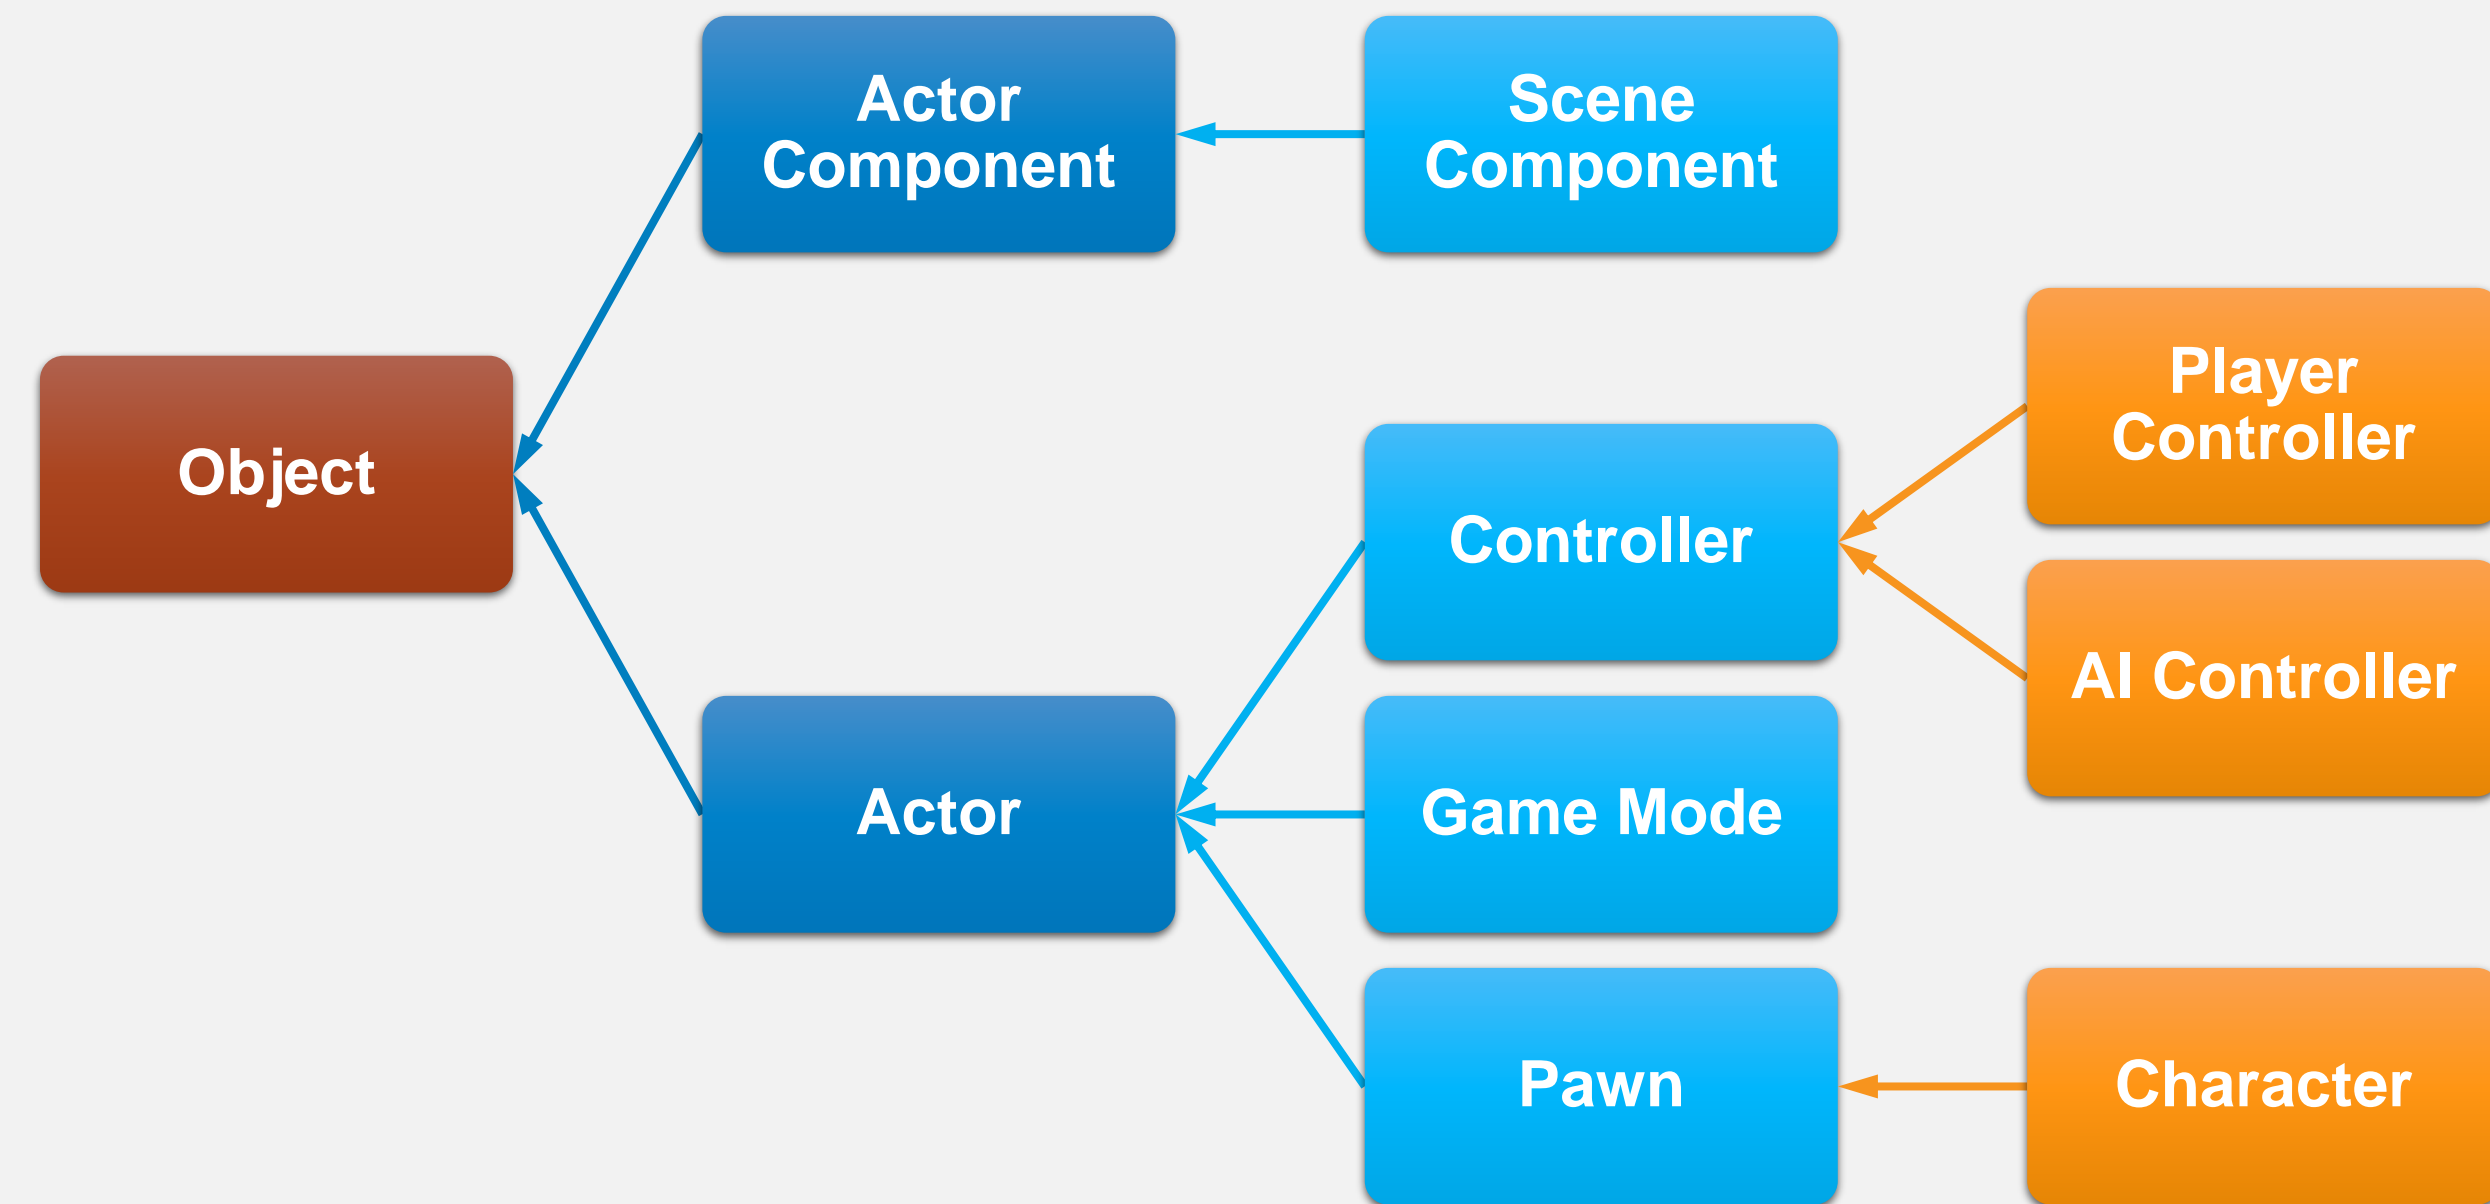 Actor
Component
Scene
Component
Player
Controller
Object
Controller
AI Controller
Actor
Game Mode
Pawn
Character